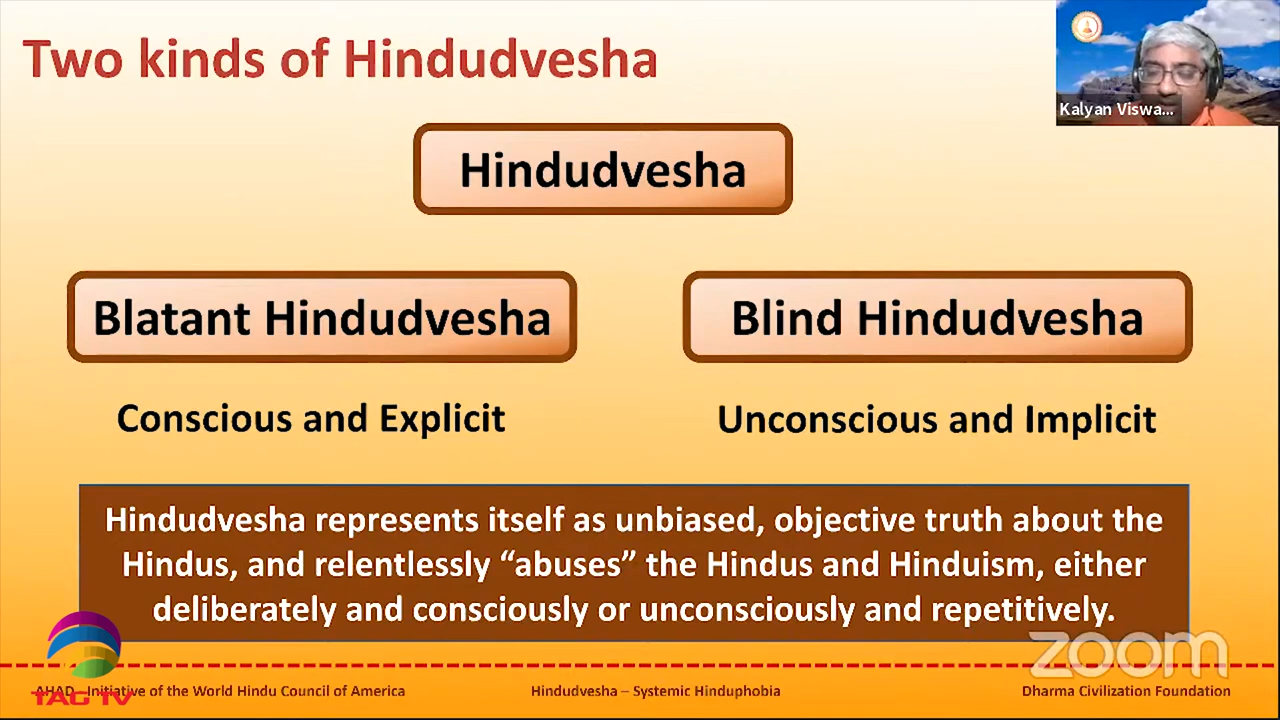 Two kinds of Hindudvesha
Kalyan Viswa...
Hindudvesha
Blatant Hindudvesha
Blind Hindudvesha
Conscious and Explicit
Unconscious and Implicit
Hindudvesha represents itself as unbiased, objective truth about the
Hindus, and relentlessly “abuses” the Hindus and Hinduism, either
deliberately and consciously or unconsciously and repetitively.
zoom
AHAD - Initiative of the World Hindu Council of America
Hindudvesha – Systemic Hinduphobia
Dharma Civilization Foundation
TAG TV